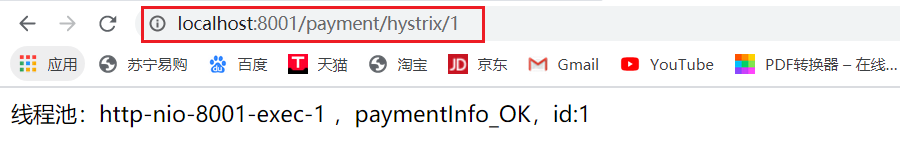 localhost:8001/payment/hystrix/1
应用 苏宁易购 百度 T 天猫 淘宝 JD 京东 Gmail YouTube PDF转换器 – 在线...
线程池：http-nio-8001-exec-1 ，paymentInfo_OK，id:1